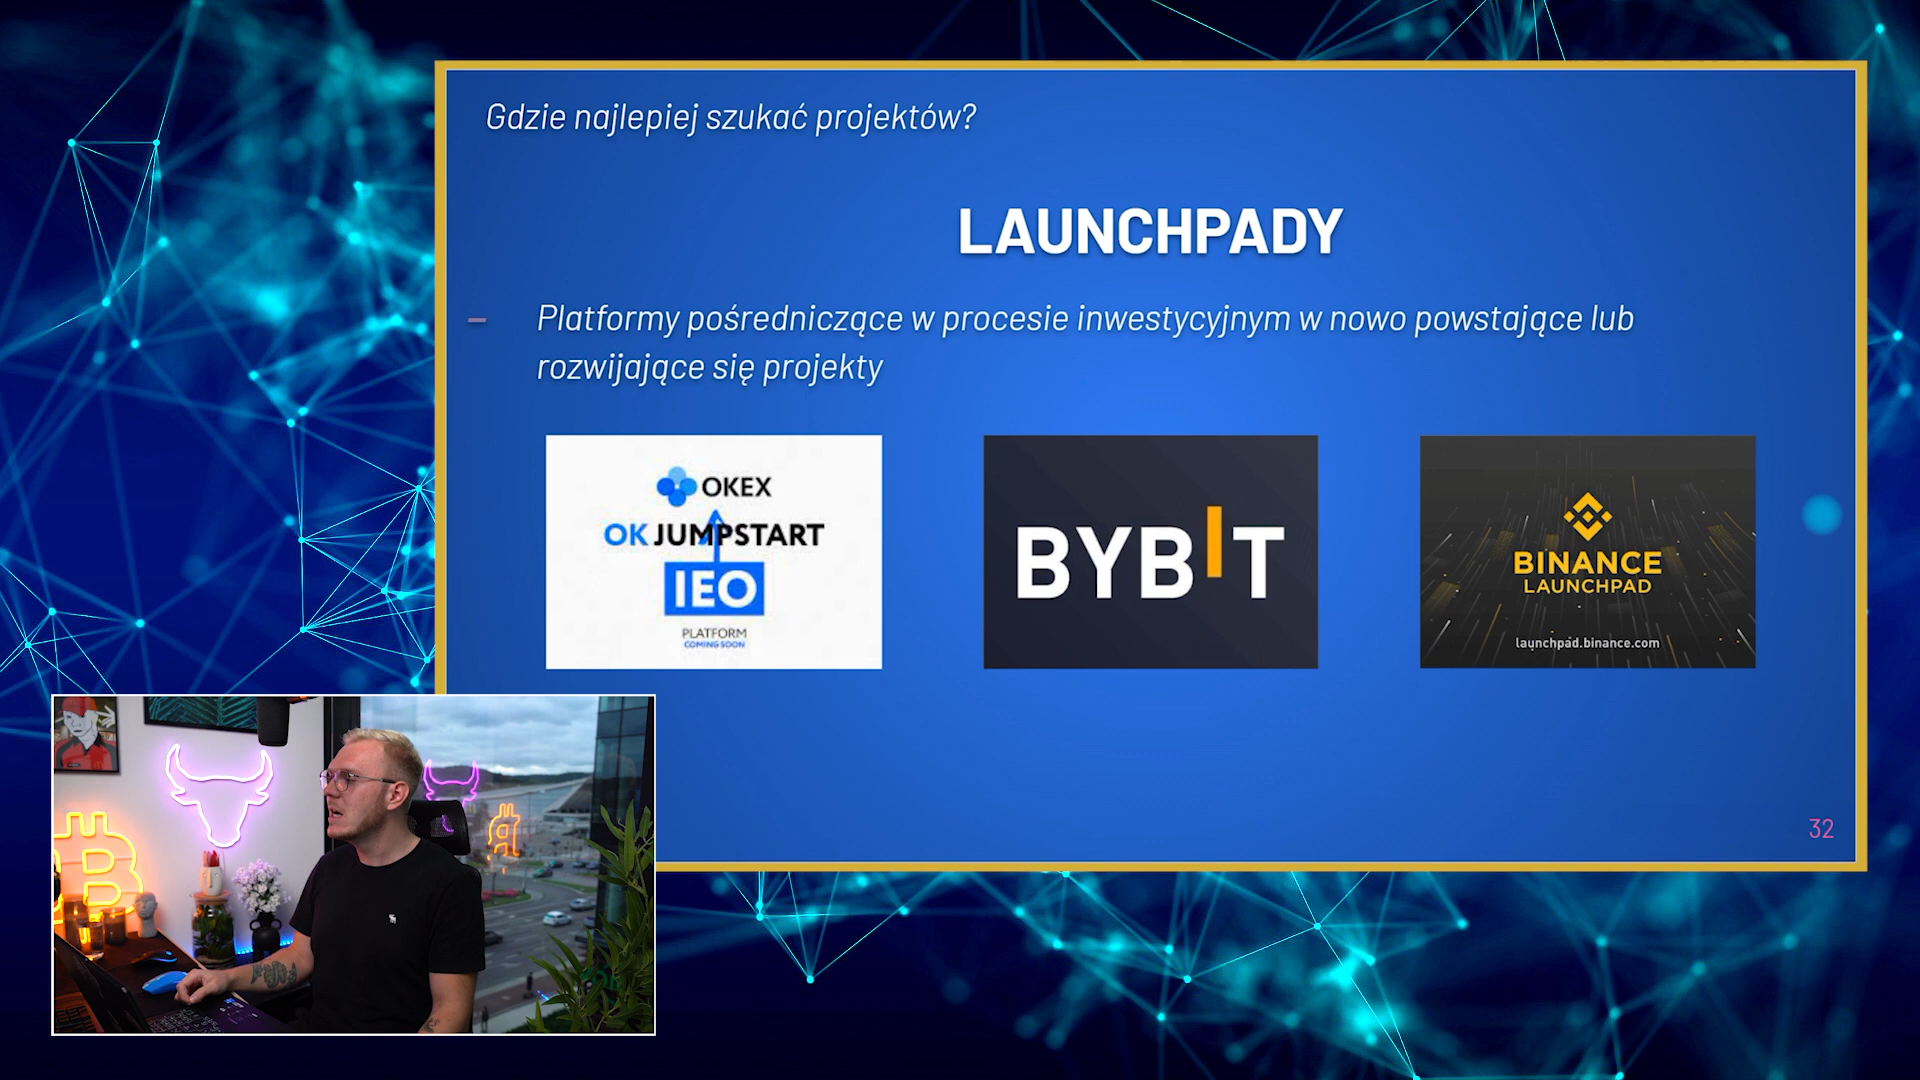 Gdzie najlepiej szukać projektów?
LAUNCHPADY
– Platformy pośredniczące w procesie inwestycyjnym w nowo powstające lub
rozwijające się projekty
OKEX
OK JUMPSTART
IEO
PLATFORM
COMING SOON
BYBIT
BINANCE
LAUNCHPAD
launchpad.binance.com
32